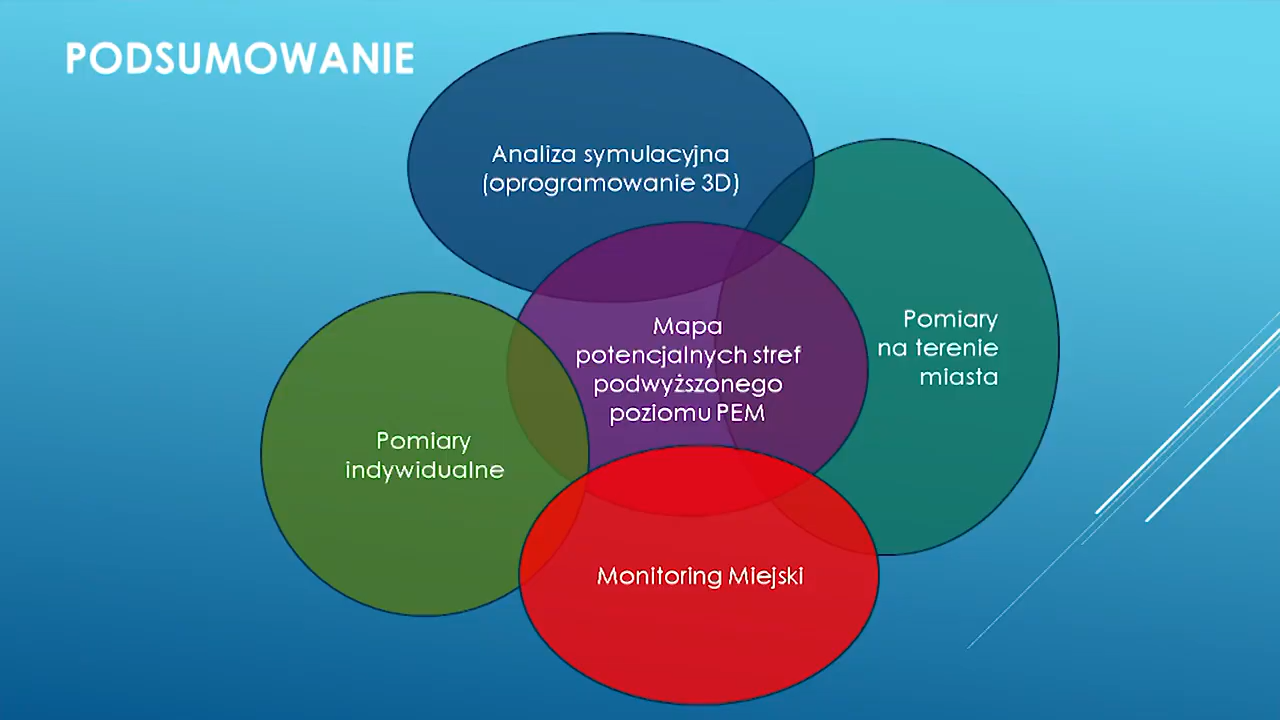 PODSUMOWANIE
Analiza symulacyjna
(oprogramowanie 3D)
Mapa
potencjalnych stref
podwyższonego
poziomu PEM
Pomiary
na terenie
miasta
Pomiary
indywidualne
Monitoring Miejski